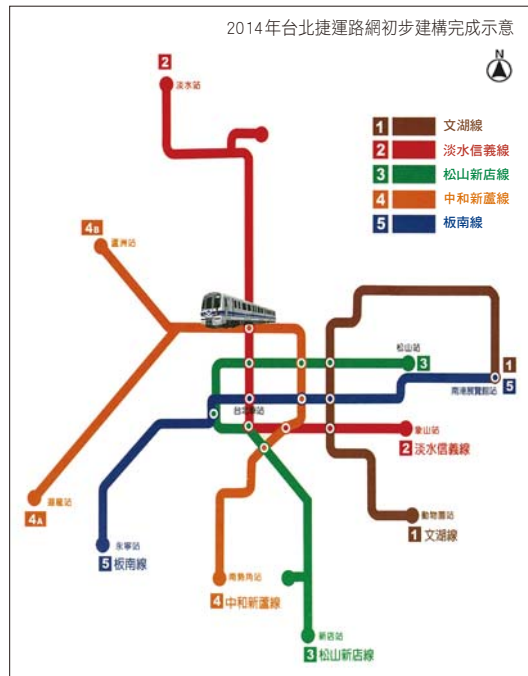 2014年台北捷運路網初步建構完成示意
N
2
淡水站
1 文湖線
2 淡水信義線
3 松山新店線
4 中和新蘆線
5 板南線
4B
蘆洲站
松山站
3
1
南港展覽館站
5
台北車站
象山站
2 淡水信義線
迴龍站
4A
動物園站
1 文湖線
永寧站
5 板南線
南勢角站
4 中和新蘆線
新店站
3 松山新店線